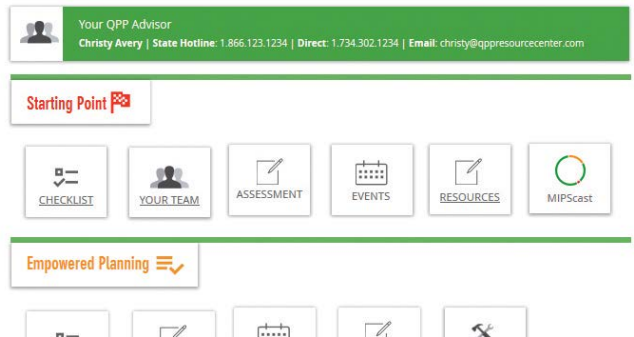 Your QPP Advisor
Christy Avery | State Hotline: 1.866.123.1234 | Direct: 1.734.302.1234 | Email: christy@qppresourcecenter.com
Starting Point
CHECKLIST
YOUR TEAM
ASSESSMENT
EVENTS
RESOURCES
MIPScast
Empowered Planning